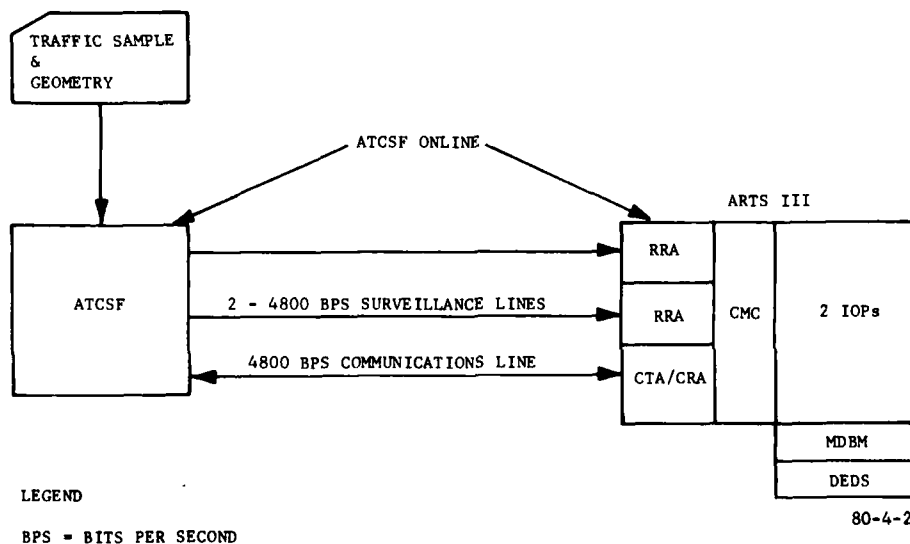 TRAFFIC SAMPLE
&
GEOMETRY
ATCSF ONLINE
ARTS III
ATCSF
RRA
2 - 4800 BPS SURVEILLANCE LINES
RRA
CMC
2 IOPs
4800 BPS COMMUNICATIONS LINE
CTA/CRA
MDBM
DEDS
LEGEND
80-4-2
BPS = BITS PER SECOND